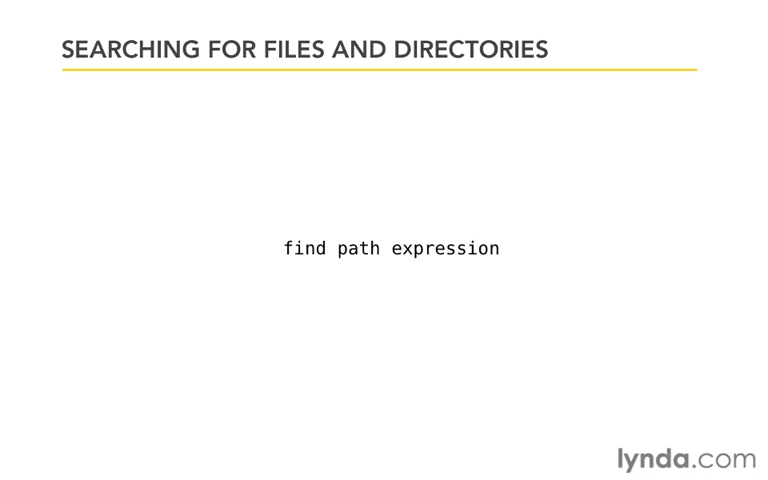 SEARCHING FOR FILES AND DIRECTORIES
find path expression
lynda.com